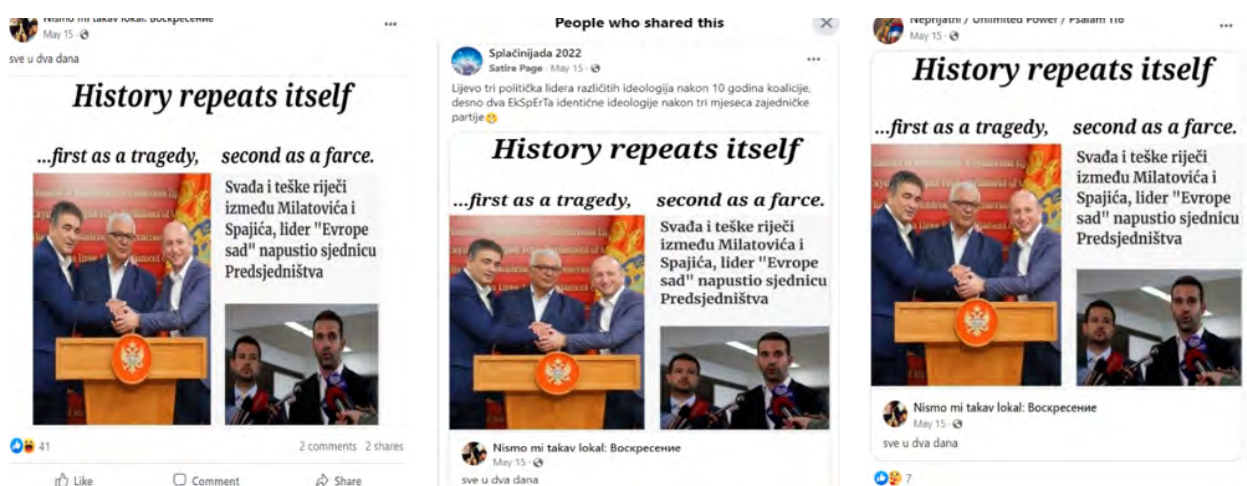 Nismo mi takav lokal: Воскресение
May 15 ·
sve u dva dana
History repeats itself
...first as a tragedy, second as a farce.
Svađa i teške riječi
između Milatovića i
Spajića, lider "Evrope
sad" napustio sjednicu
Predsjedništva
41
2 comments 2 shares
Like Comment Share
People who shared this
Splačinijada 2022
Satire Page · May 15 ·
Lijevo tri politička lidera različitih ideologija nakon 10 godina koalicije,
desno dva EkSpErTa identične ideologije nakon tri mjeseca zajedničke
partije
History repeats itself
...first as a tragedy, second as a farce.
Svađa i teške riječi
između Milatovića i
Spajića, lider "Evrope
sad" napustio sjednicu
Predsjedništva
Nismo mi takav lokal: Воскресение
May 15 ·
sve u dva dana
Neprijatni / Unlimited Power / Psalam 118
May 15 ·
History repeats itself
...first as a tragedy, second as a farce.
Svađa i teške riječi
između Milatovića i
Spajića, lider "Evrope
sad" napustio sjednicu
Predsjedništva
Nismo mi takav lokal: Воскресение
May 15 ·
sve u dva dana
7